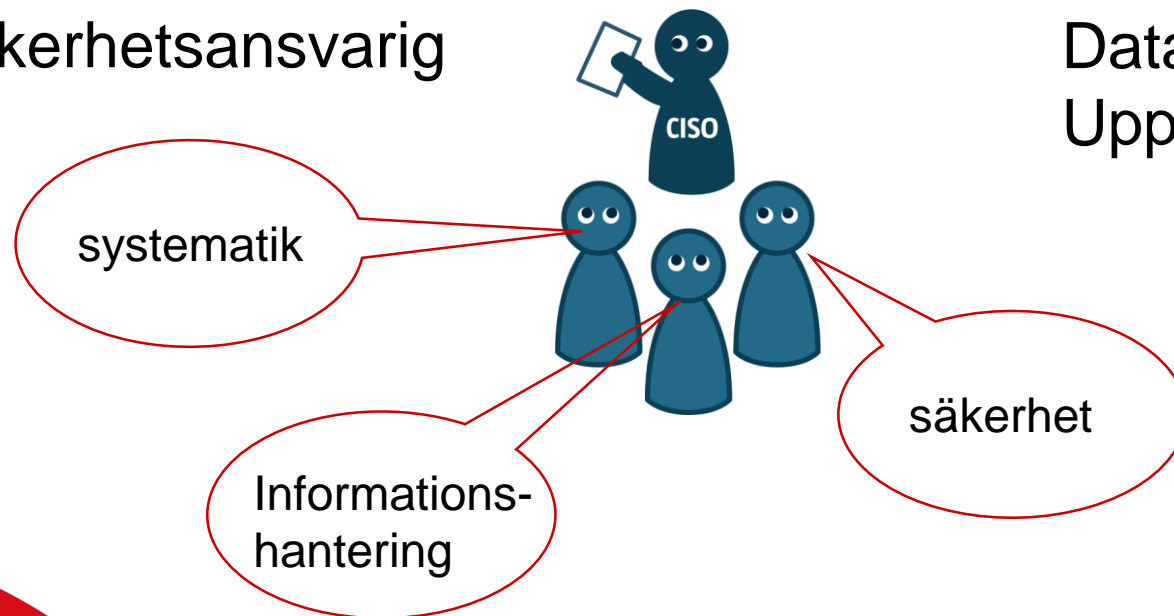 kerhetsansvarig
Data
Upp
CISO
systematik
säkerhet
Informations-
hantering